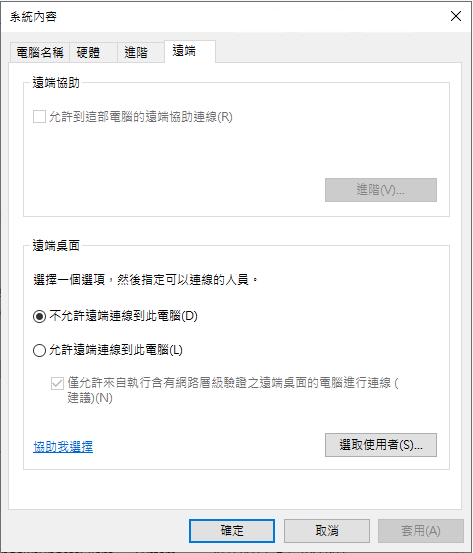 系統內容
電腦名稱
硬體
進階
遠端
遠端協助
允許到這部電腦的遠端協助連線(R)
進階(V)...
遠端桌面
選擇一個選項，然後指定可以連線的人員。
不允許遠端連線到此電腦(D)
允許遠端連線到此電腦(L)
僅允許來自執行含有網路層級驗證之遠端桌面的電腦進行連線 (
建議)(N)
協助我選擇
選取使用者(S)...
確定
取消
套用(A)